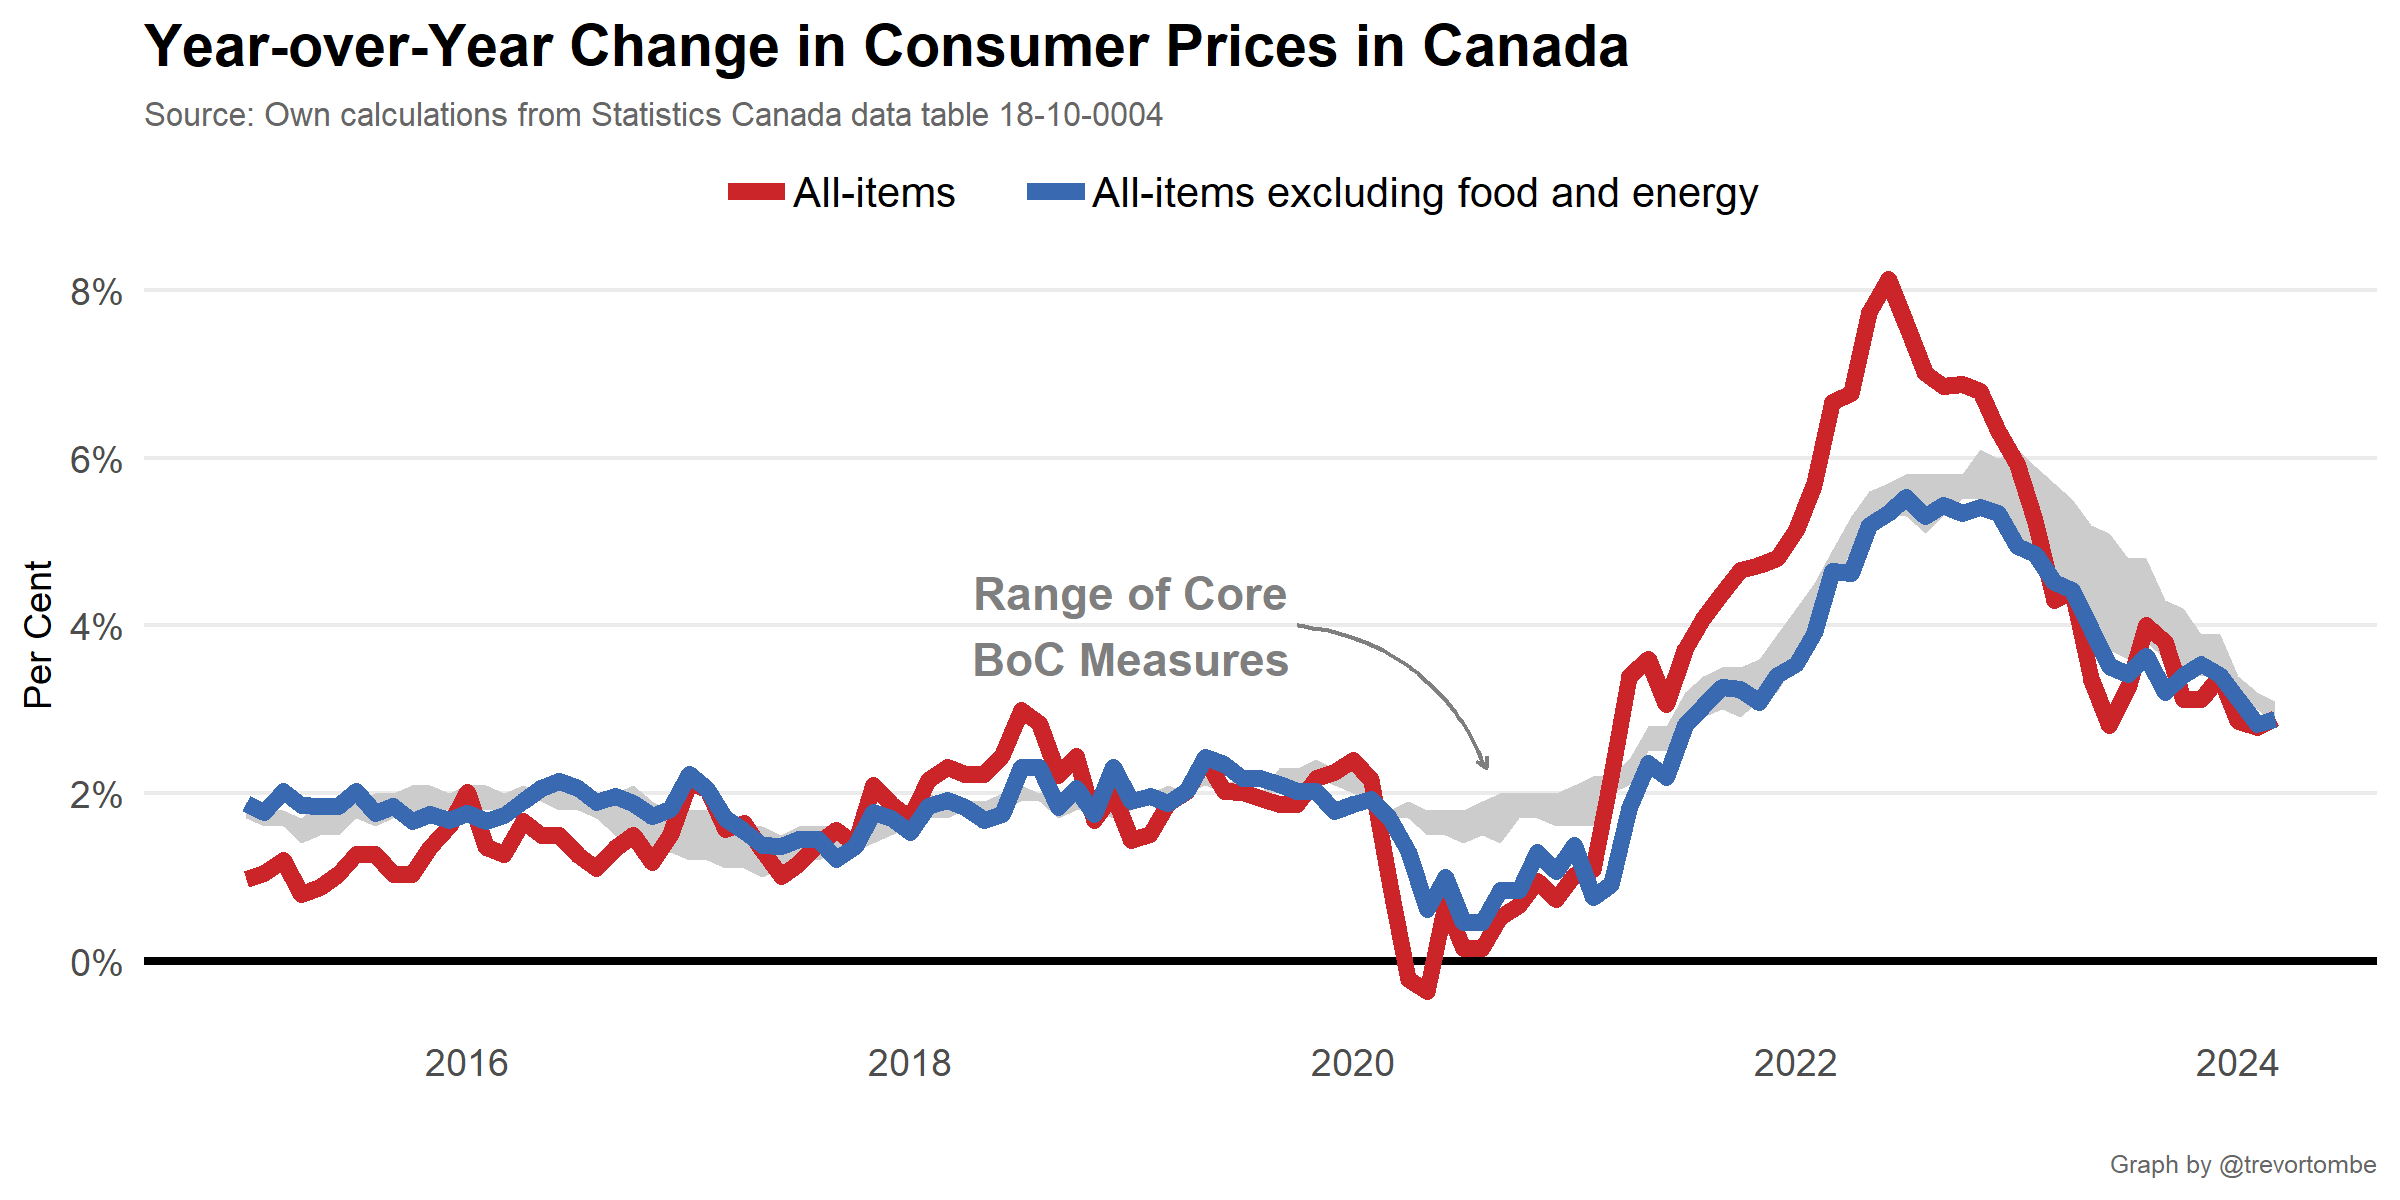 Year-over-Year Change in Consumer Prices in Canada
Source: Own calculations from Statistics Canada data table 18-10-0004
All-items
All-items excluding food and energy
8%
6%
4%
2%
0%
Per Cent
Range of Core
BoC Measures
2016
2018
2020
2022
2024
Graph by @trevortombe